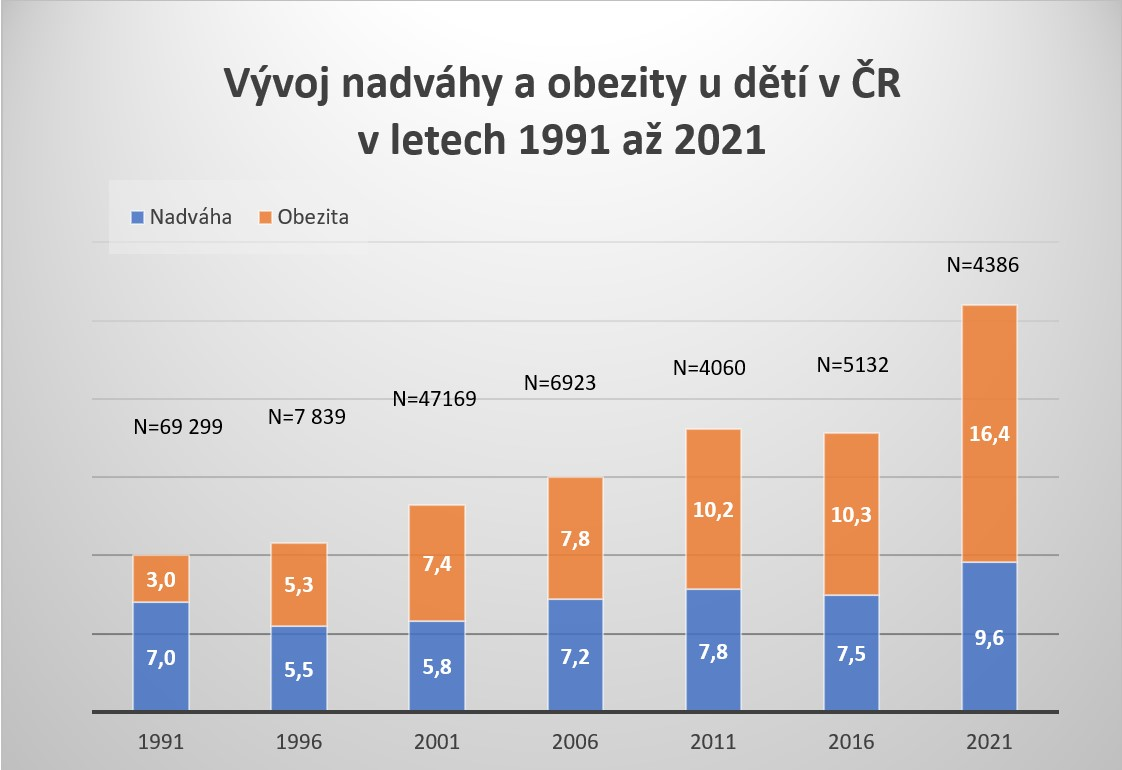 Vývoj nadváhy a obezity u dětí v ČR
v letech 1991 až 2021
Nadváha Obezita
N=4386
N=5132
N=4060
N=6923
N=47169
N=7 839
N=69 299
16,4
10,2
10,3
7,8
7,4
5,3
3,0
9,6
7,8
7,5
7,2
5,8
5,5
7,0
1991 1996 2001 2006 2011 2016 2021